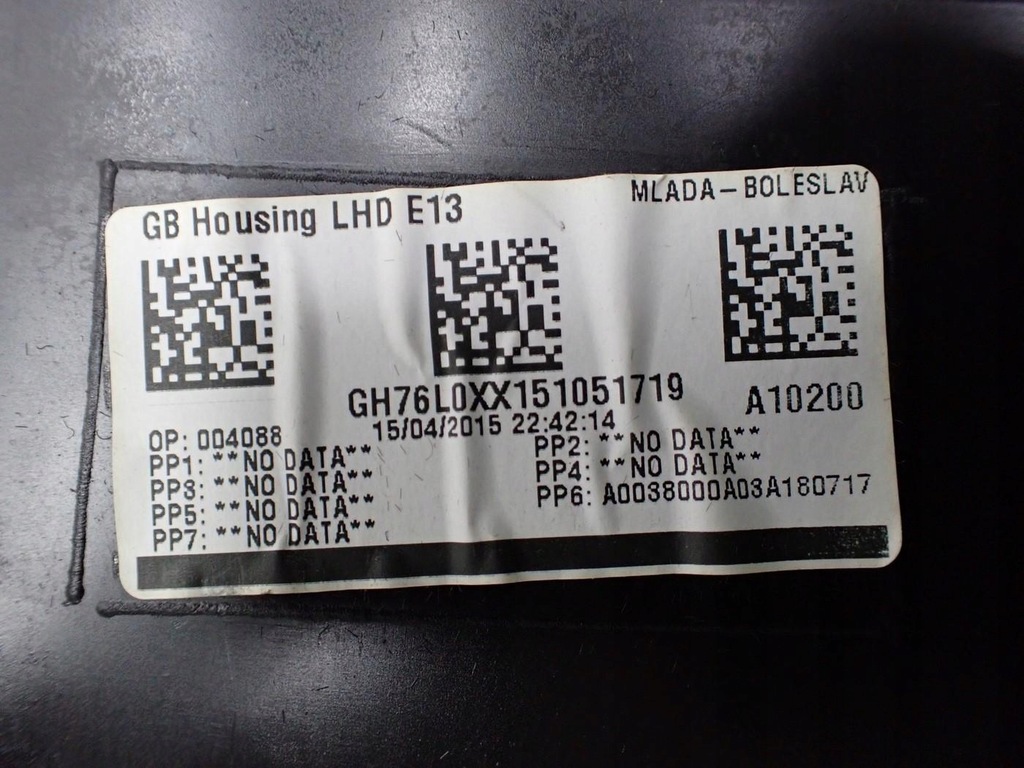 GB Housing LHD E13
MLADA-BOLESLAV
GH76L0XX151051719
A10200
15/04/2015 22:42:14
OP: 004088
PP1: **NO DATA**
PP2: **NO DATA**
PP3: **NO DATA**
PP4: **NO DATA**
PP5: **NO DATA**
PP6: A0038000A03A180717
PP7: **NO DATA**